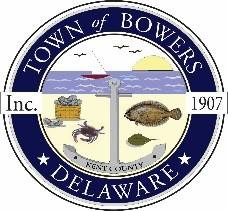 TOWN of BOWERS
Inc. 1907
KENT COUNTY
DELAWARE